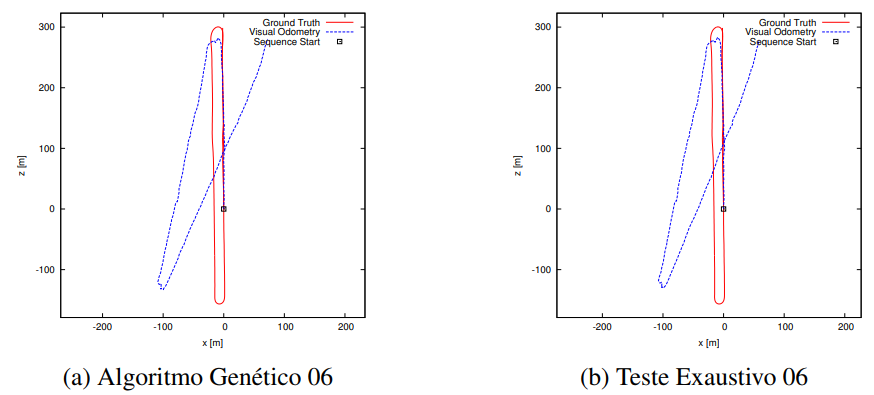 300
200
100
0
-100
z [m]
-200
-100
0
100
200
x [m]
Ground Truth
Visual Odometry
Sequence Start
(a) Algoritmo Genético 06
300
200
100
0
-100
z [m]
-200
-100
0
100
200
x [m]
Ground Truth
Visual Odometry
Sequence Start
(b) Teste Exaustivo 06